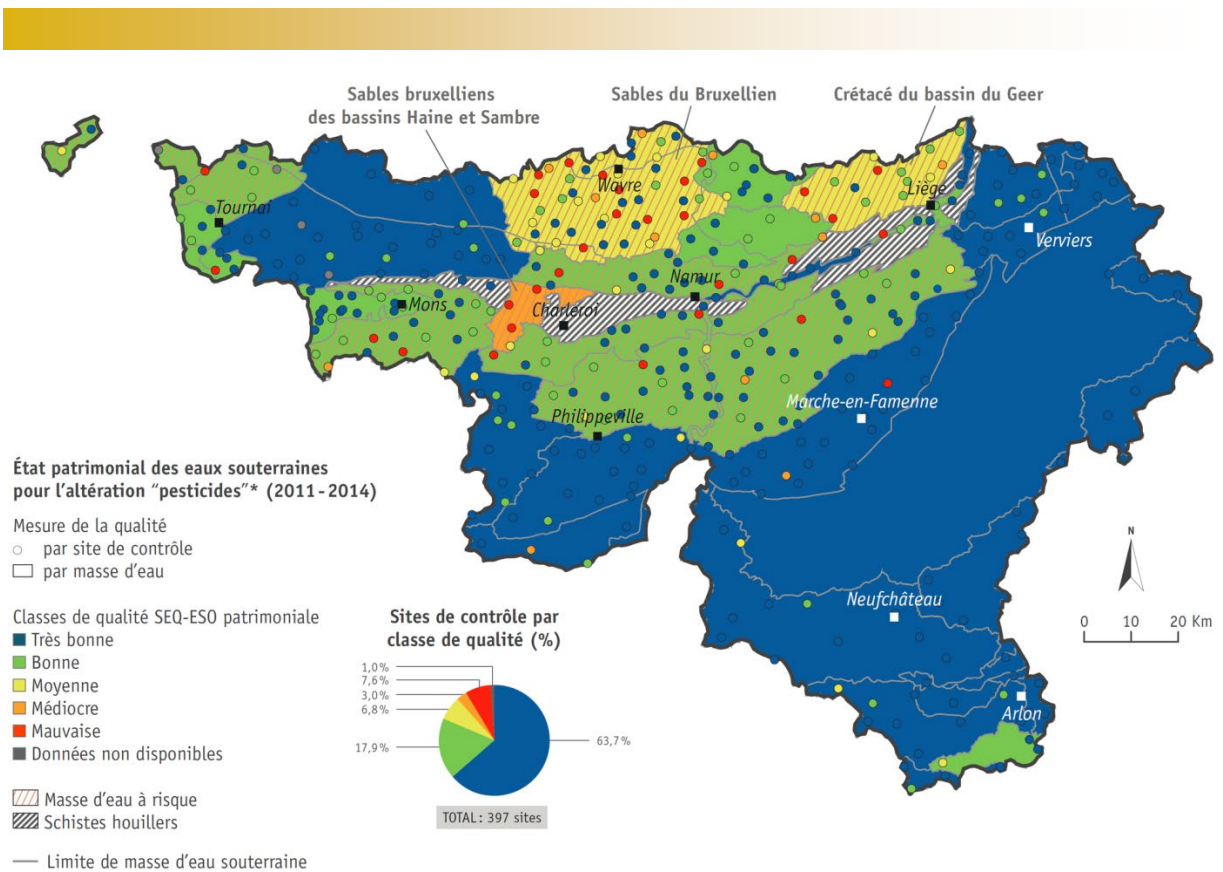 Sables bruxelliens
des bassins Haine et Sambre
Sables du Bruxellien
Crétacé du bassin du Geer
Wavre
Liège
Tournai
Verviers
Namur
Mons
Charleroi
Marche-en-Famenne
Philippeville
État patrimonial des eaux souterraines
pour l'altération "pesticides"* (2011-2014)
Mesure de la qualité
par site de contrôle
par masse d'eau
Classes de qualité SEQ-ESO patrimoniale
Très bonne
Bonne
Moyenne
Médiocre
Mauvaise
Données non disponibles
Masse d'eau à risque
Schistes houillers
Limite de masse d'eau souterraine
Sites de contrôle par
classe de qualité (%)
1,0%
7,6%
3,0%
6,8%
17,9%
63,7%
TOTAL: 397 sites
N
0 10 20 Km
Neufchâteau
Arlon